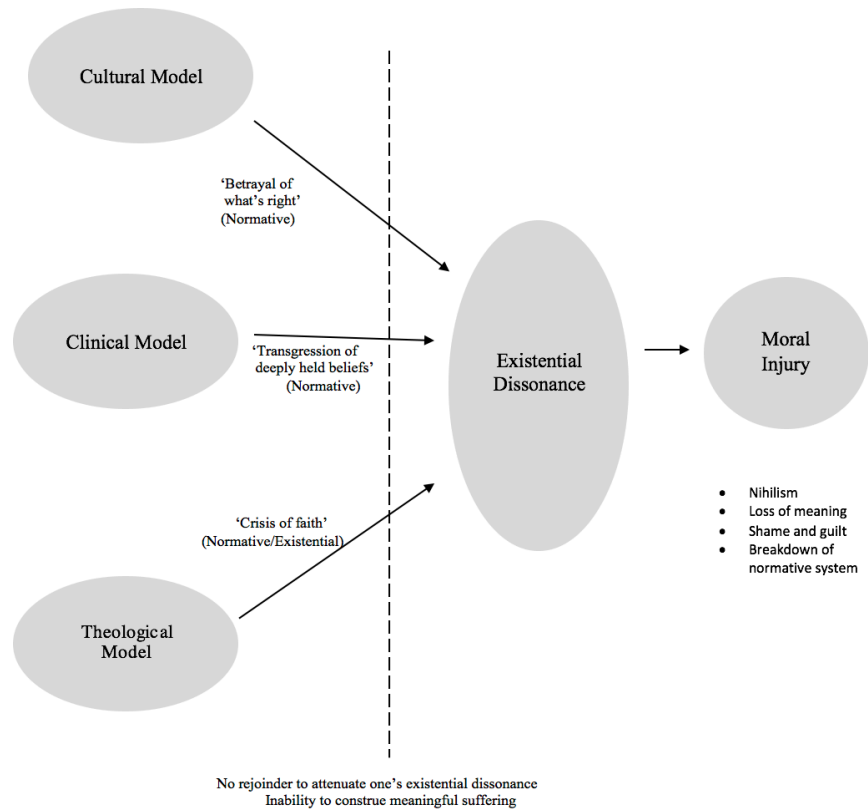 Cultural Model
‘Betrayal of
what’s right’
(Normative)
Clinical Model
‘Transgression of
deeply held beliefs’
(Normative)
Existential
Dissonance
Moral
Injury
• Nihilism
• Loss of meaning
• Shame and guilt
• Breakdown of
normative system
‘Crisis of faith’
(Normative/Existential)
Theological
Model
No rejoinder to attenuate one’s existential dissonance
Inability to construe meaningful suffering